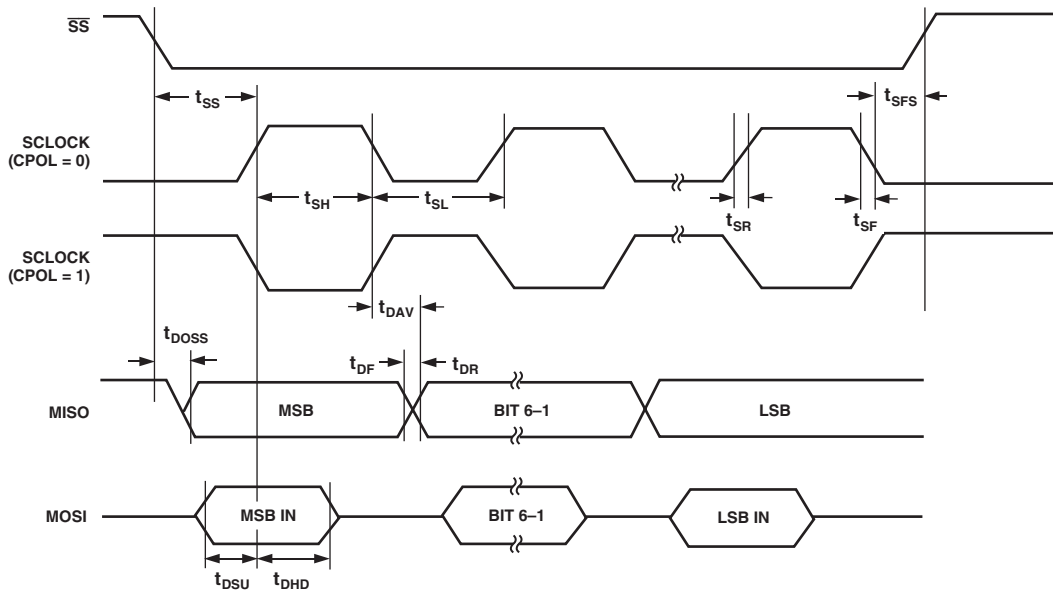 SS
tSS
tSFS
SCLOCK
(CPOL = 0)
tSH
tSL
tSR
tSF
SCLOCK
(CPOL = 1)
tDAV
tDOSS
tDF
tDR
MISO
MSB
BIT 6–1
LSB
MOSI
MSB IN
BIT 6–1
LSB IN
tDSU
tDHD